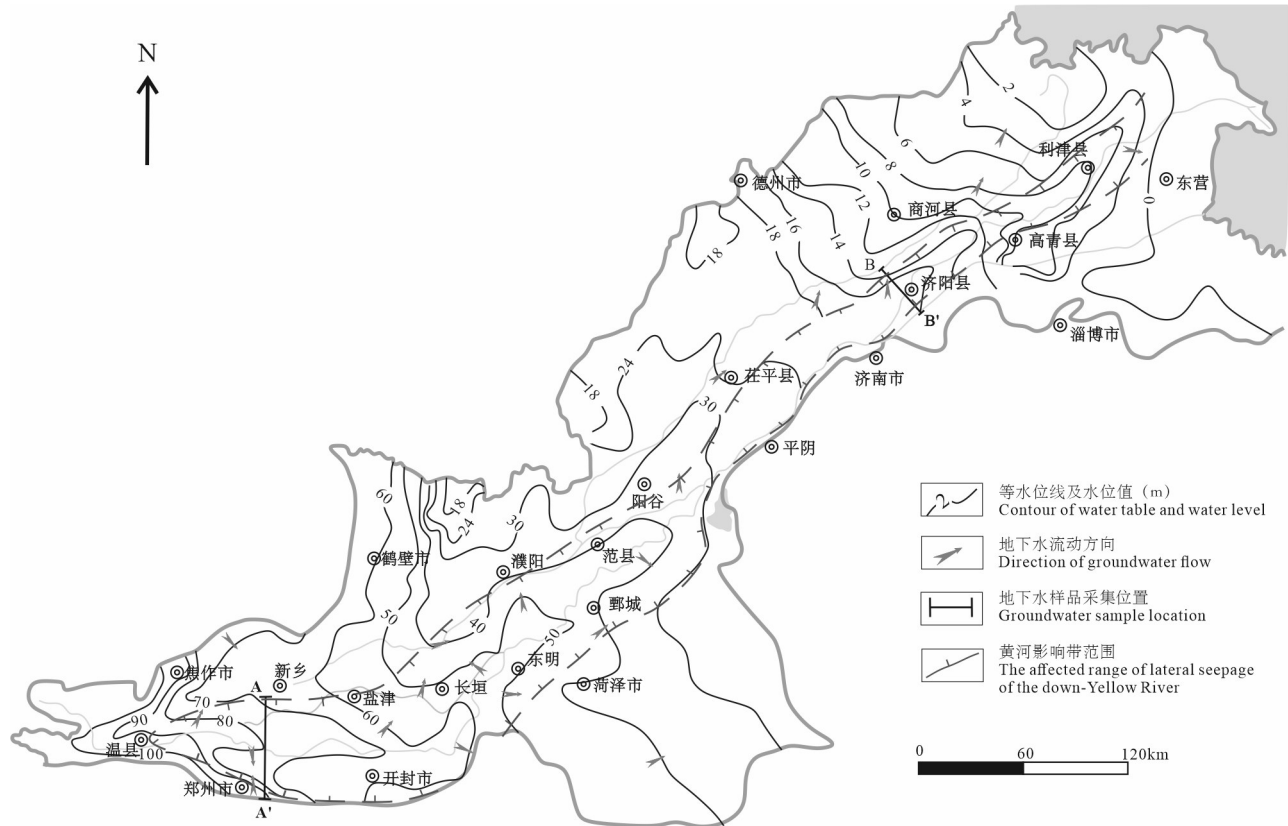 N
2
4
6
8
10
利津县
东营
0
德州市
12
商河县
16
18
14
高青县
18
B
济阳县
B'
淄博市
济南市
24
18
茌平县
30
平阴
60
18
24
30
阳谷
鹤壁市
濮阳
范县
50
40
鄄城
50
东明
焦作市
新乡
A
盐津
长垣
菏泽市
70
60
90
80
温县
100
郑州市
开封市
A'
等水位线及水位值（m）
Contour of water table and water level
地下水流动方向
Direction of groundwater flow
地下水样品采集位置
Groundwater sample location
黄河影响带范围
The affected range of lateral seepage
of the down-Yellow River
2
0
60
120km